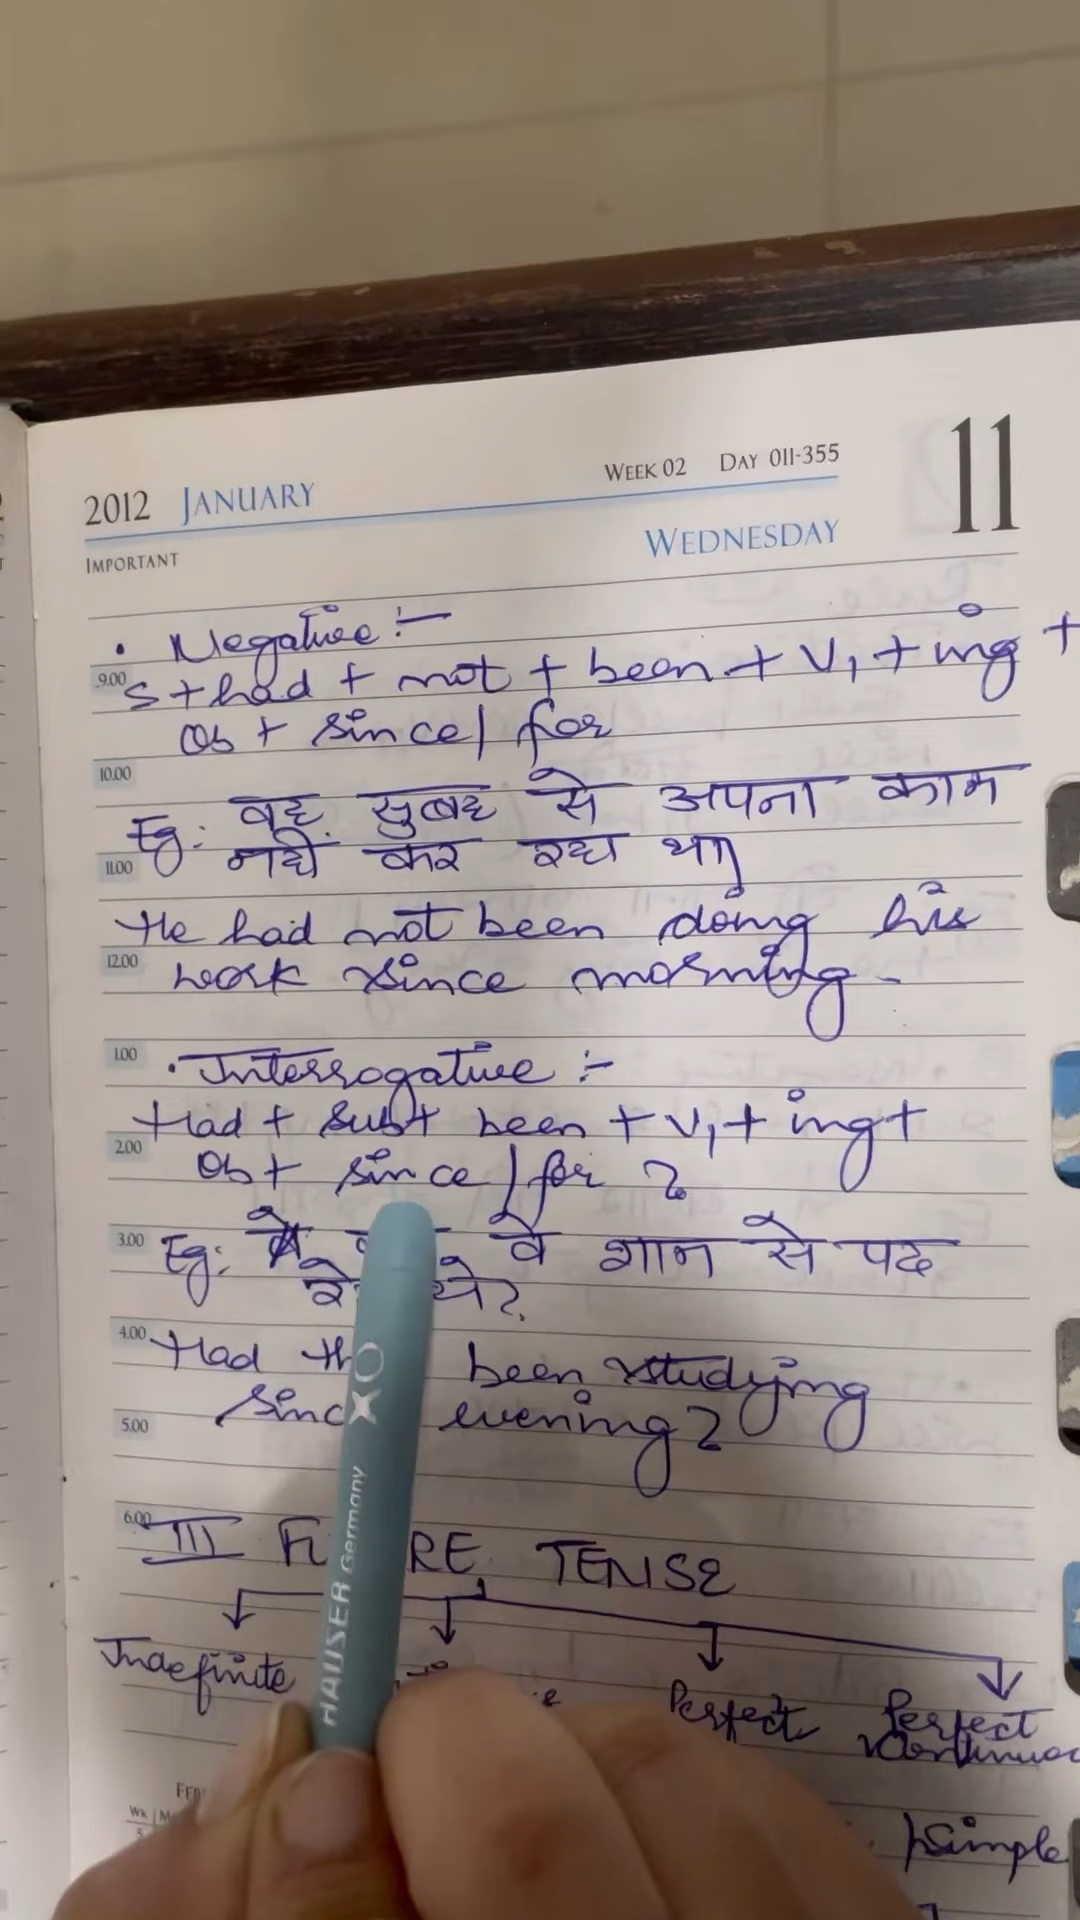 2012 JANUARY
WEEK 02 DAY 011-355
11
WEDNESDAY
IMPORTANT
• Negative :-
9.00
S + had + not + been + V1 + ing +
Ob + since / for
10.00
Eg: वह सुबह से अपना काम
11.00
नही कर रहा था।
He had not been doing his
12.00
work since morning.
1.00
• Interrogative :-
Had + Sub + been + V1 + ing +
2.00
Ob + since / for ?
3.00
Eg: वे शाम से पढ
थे?
4.00
Had been studying
5.00
evening?
6.00
III TENSE
Indefinite
Perfect Perfect
Simple
HAUSER Germany XO